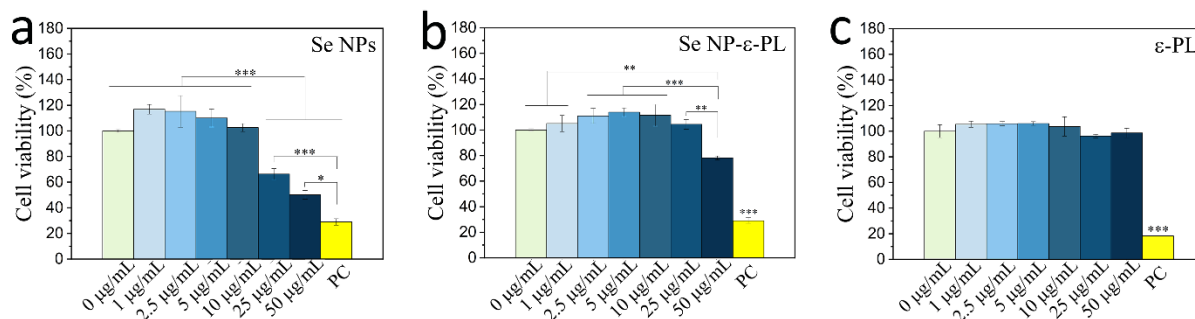 a
Se NPs
Cell viability (%)
180
160
140
120
100
80
60
40
20
0
***
***
*
0 µg/mL
1 µg/mL
2.5 µg/mL
5 µg/mL
10 µg/mL
25 µg/mL
50 µg/mL
PC
b
Se NP-ε-PL
Cell viability (%)
180
160
140
120
100
80
60
40
20
0
**
***
**
***
0 µg/mL
1 µg/mL
2.5 µg/mL
5 µg/mL
10 µg/mL
25 µg/mL
50 µg/mL
PC
c
ε-PL
Cell viability (%)
180
160
140
120
100
80
60
40
20
0
***
0 µg/mL
1 µg/mL
2.5 µg/mL
5 µg/mL
10 µg/mL
25 µg/mL
50 µg/mL
PC